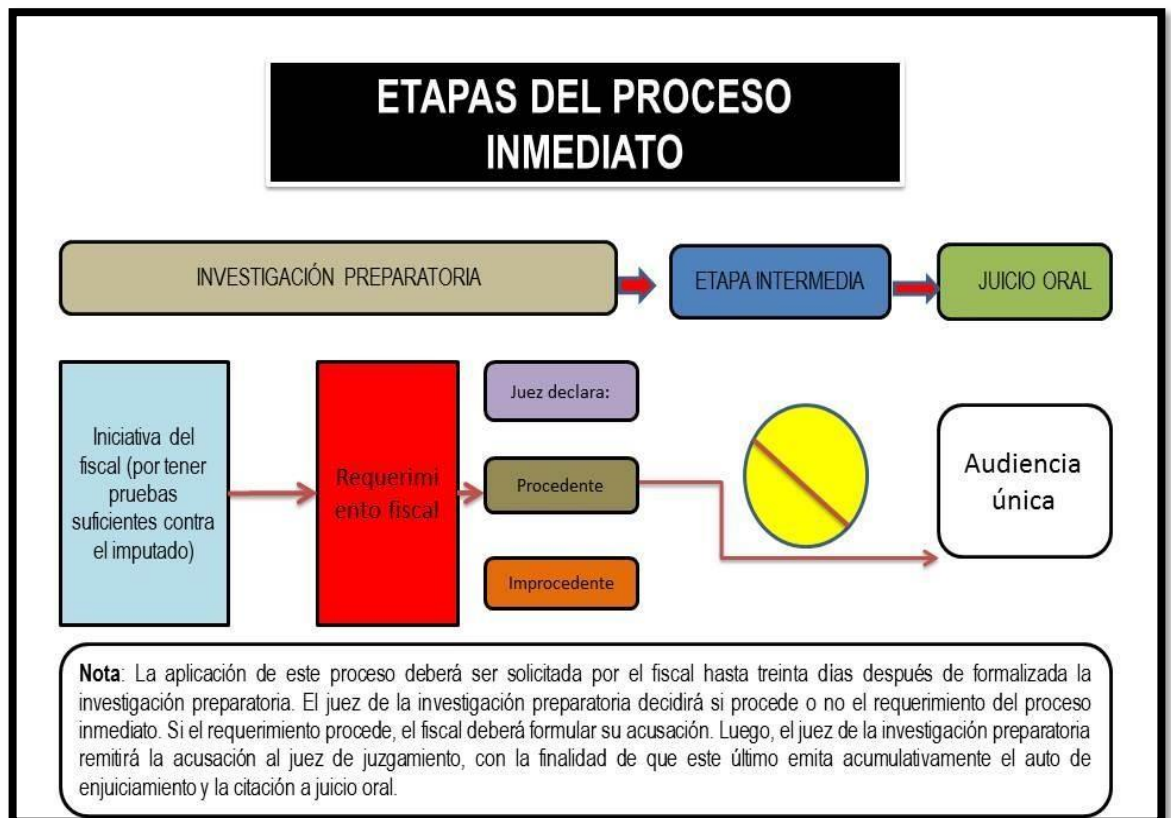 ETAPAS DEL PROCESO
INMEDIATO
INVESTIGACIÓN PREPARATORIA
ETAPA INTERMEDIA
JUICIO ORAL
Iniciativa del
fiscal (por tener
pruebas
suficientes contra
el imputado)
Requerimi
ento fiscal
Juez declara:
Procedente
Improcedente
Audiencia
única
Nota: La aplicación de este proceso deberá ser solicitada por el fiscal hasta treinta días después de formalizada la
investigación preparatoria. El juez de la investigación preparatoria decidirá si procede o no el requerimiento del proceso
inmediato. Si el requerimiento procede, el fiscal deberá formular su acusación. Luego, el juez de la investigación preparatoria
remitirá la acusación al juez de juzgamiento, con la finalidad de que este último emita acumulativamente el auto de
enjuiciamiento y la citación a juicio oral.